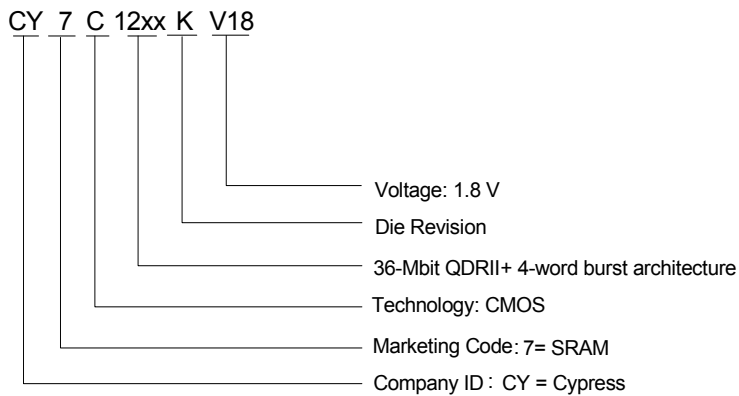 CY 7 C 12xx K V18
Voltage: 1.8 V
Die Revision
36-Mbit QDRII+ 4-word burst architecture
Technology: CMOS
Marketing Code: 7= SRAM
Company ID : CY = Cypress